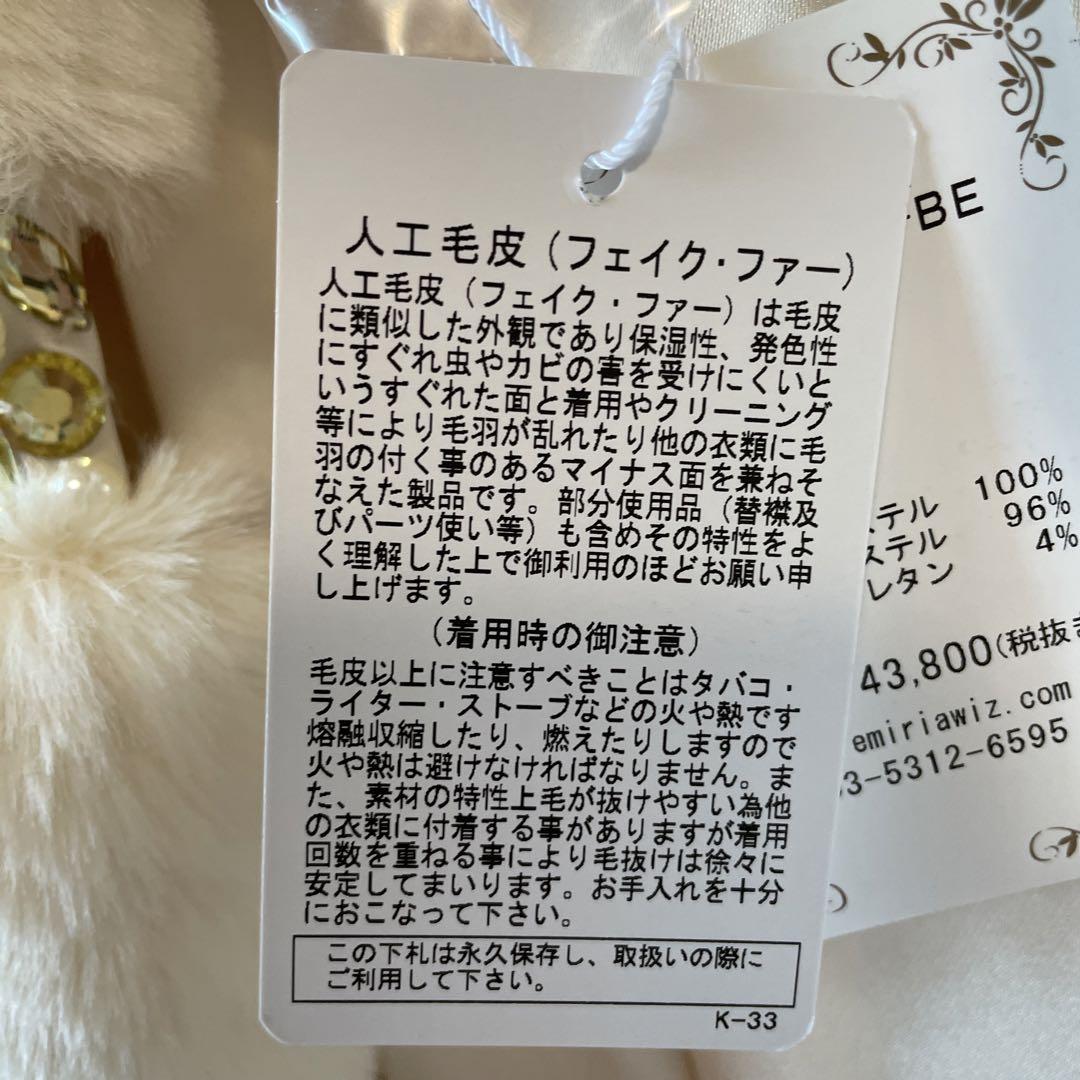 人工毛皮(フェイク・ファー)
人工毛皮(フェイク・ファー)は毛皮
に類似した外観であり保湿性、発色性
にすぐれ虫やカビの害を受けにくいと
いうすぐれた面と着用やクリーニング
等により毛羽が乱れたり他の衣類に毛
羽の付く事のあるマイナス面を兼ねそ
なえた製品です。部分使用品(替襟及
びパーツ使い等)も含めその特性をよ
く理解した上で御利用のほどお願い申
し上げます。
(着用時の御注意)
毛皮以上に注意すべきことはタバコ・
ライター・ストーブなどの火や熱です
熔融収縮したり、燃えたりしますので
火や熱は避けなければなりません。ま
た、素材の特性上毛が抜けやすい為他
の衣類に付着する事がありますが着用
回数を重ねる事により毛抜けは徐々に
安定してまいります。お手入れを十分
におこなって下さい。
この下札は永久保存し、取扱いの際に
ご利用して下さい。
K-33
BE
ステル 100%
ステル 96%
レタン 4%
43,800(税抜き
emiriawiz.com
3-5312-6595